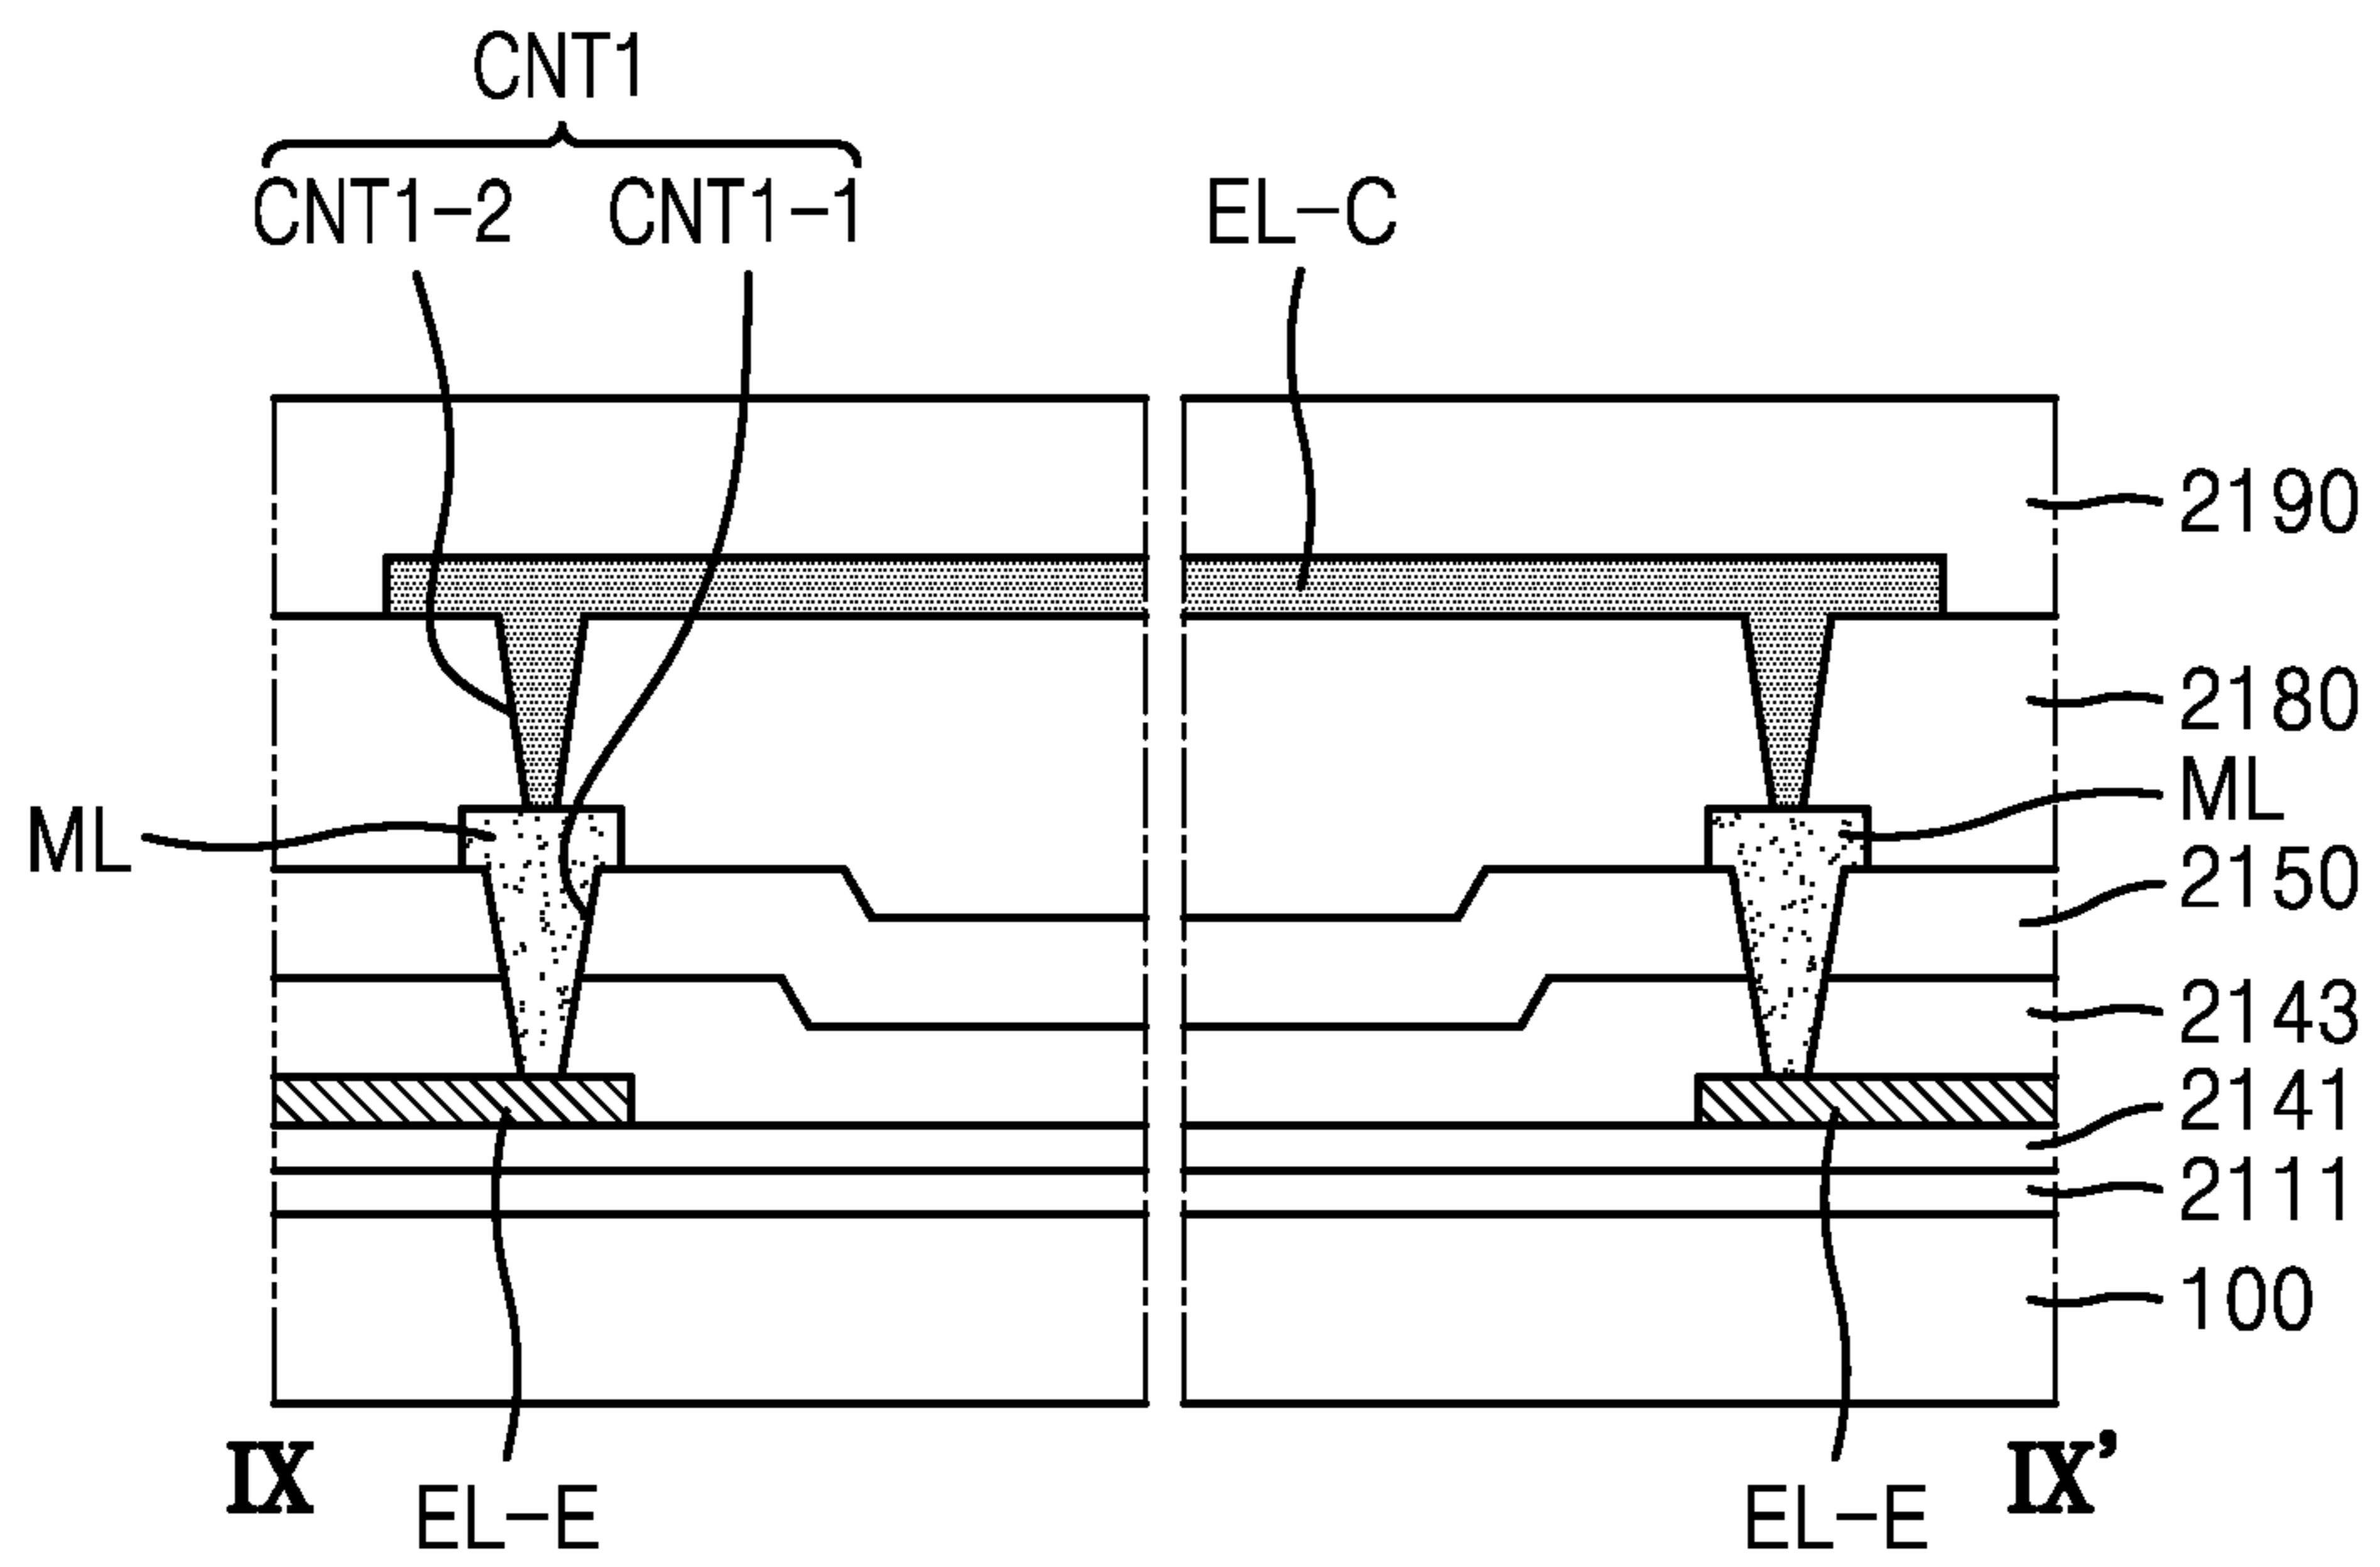 CNT1
CNT1-2 CNT1-1 EL-C
2190
2180
ML ML
2150
2143
2141
2111
100
IX IX’
EL-E EL-E